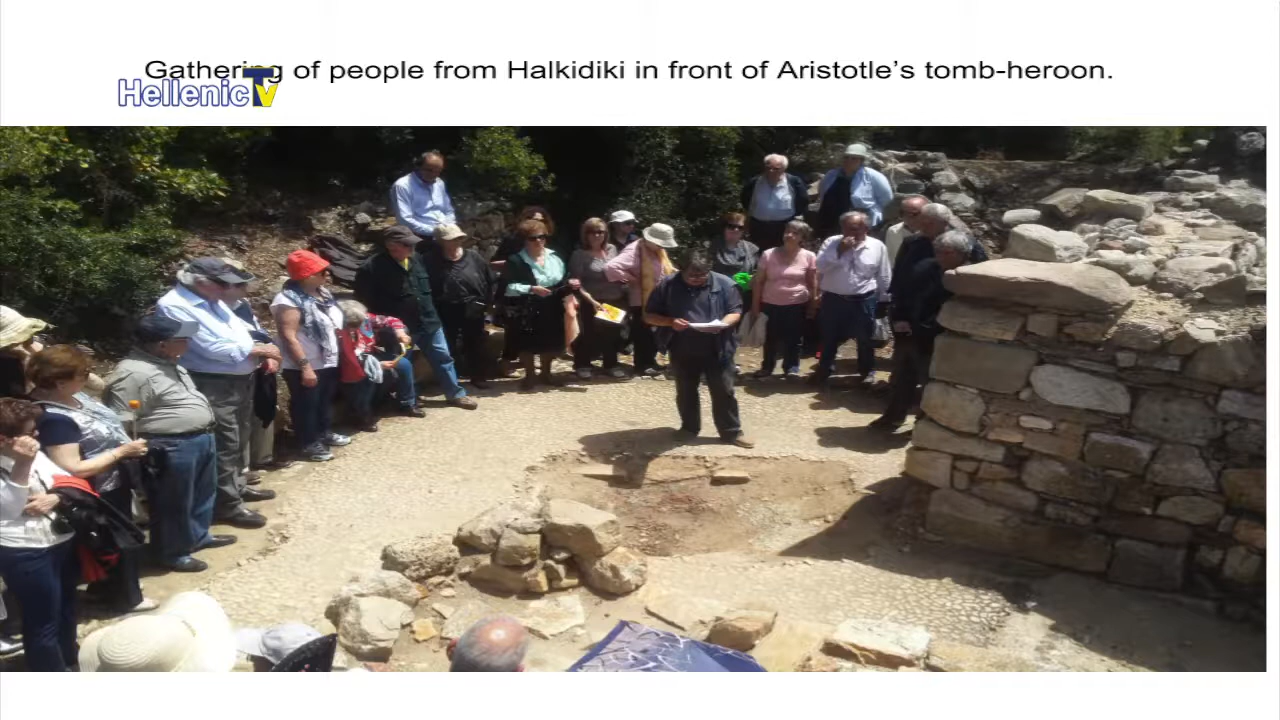 Gathering of people from Halkidiki in front of Aristotle’s tomb-heroon.
Hellenic TV